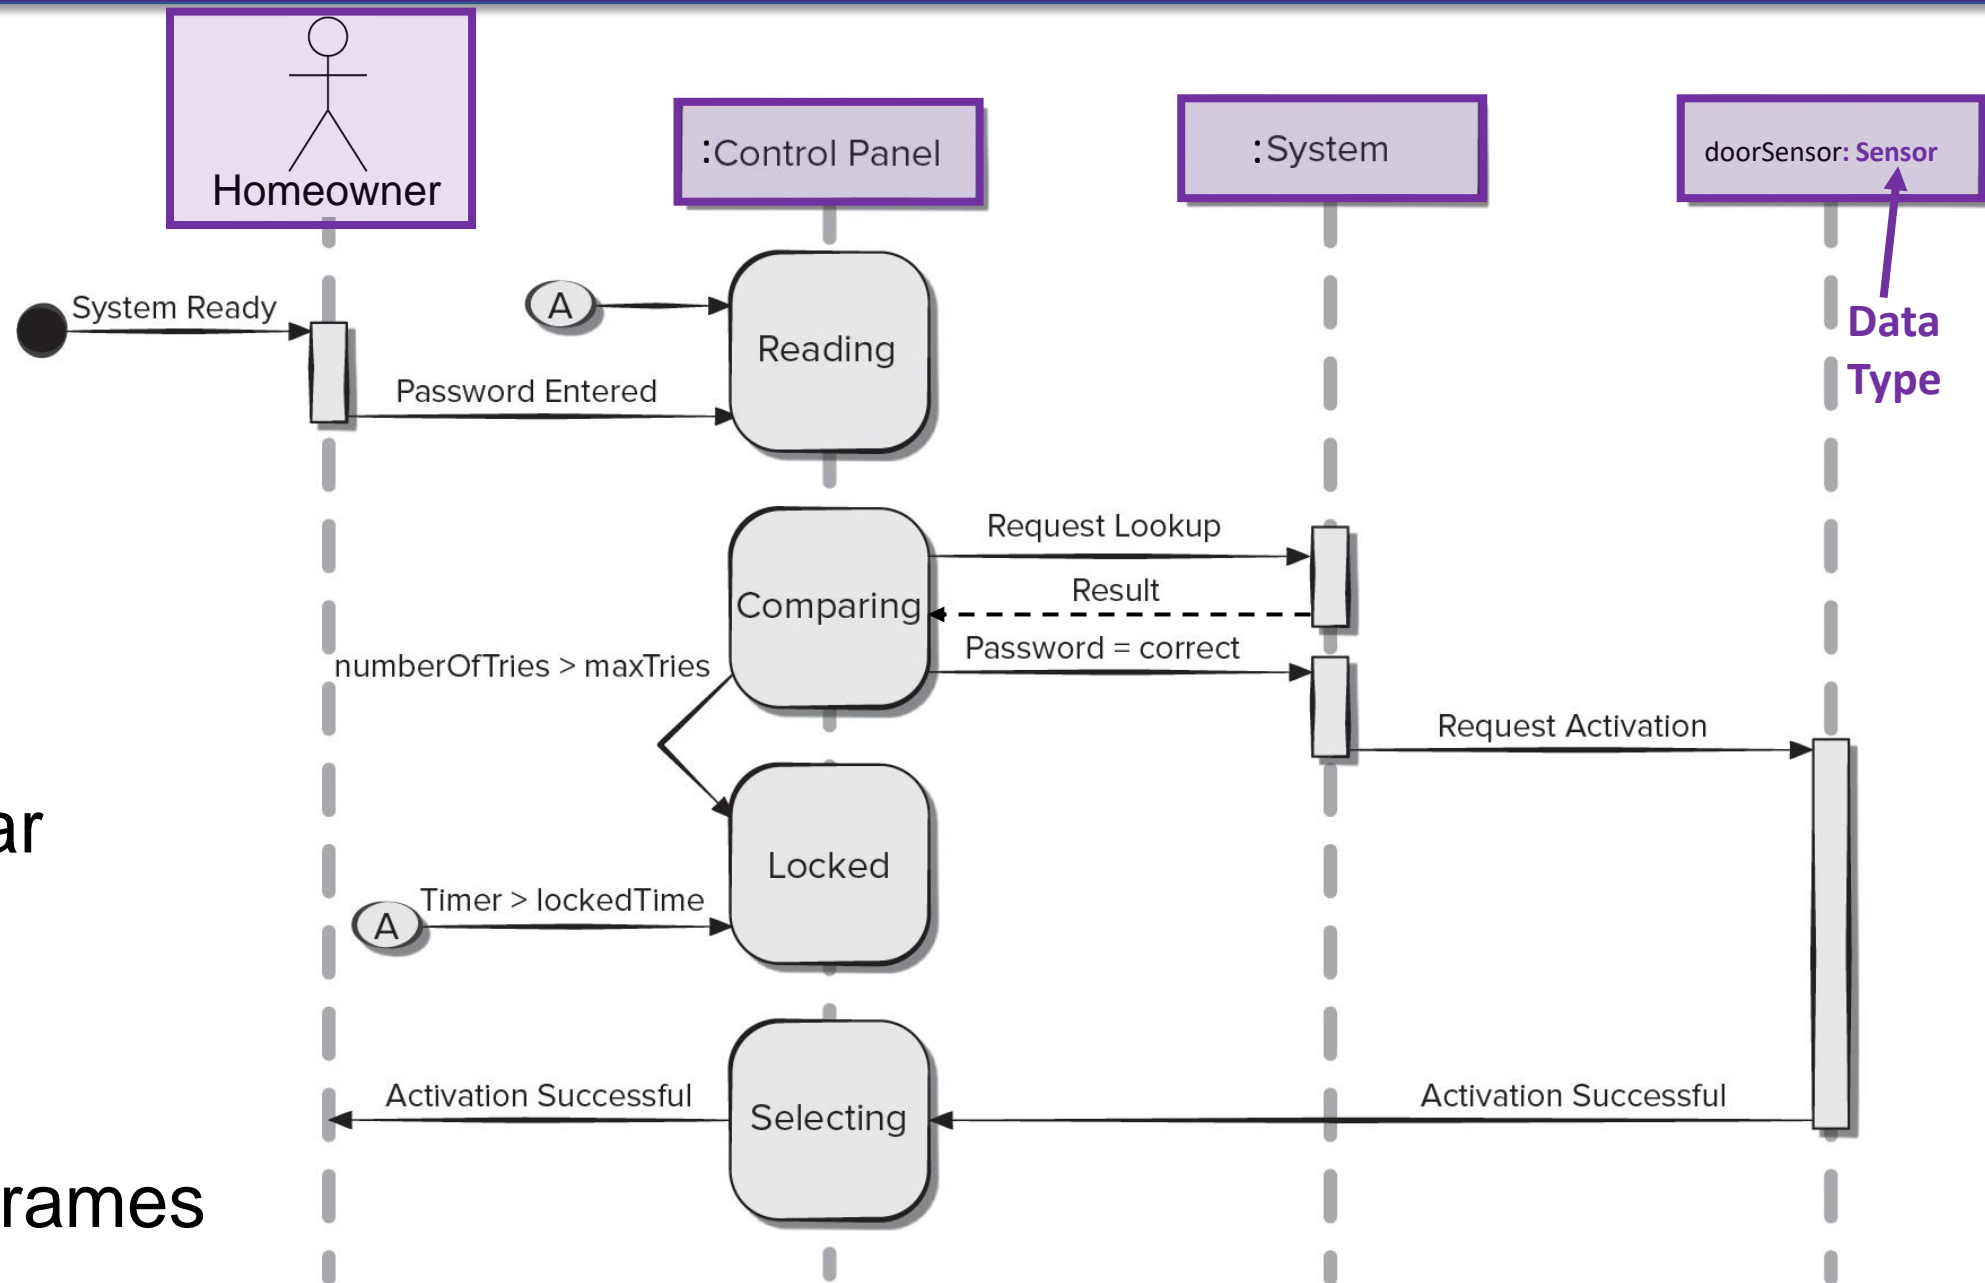 Homeowner
:Control Panel
:System
doorSensor: Sensor
System Ready
A
Data
Type
Reading
Password Entered
Request Lookup
Result
Comparing
Password = correct
numberOfTries > maxTries
Request Activation
ar
Locked
Timer > lockedTime
A
Activation Successful
Selecting
Activation Successful
rames